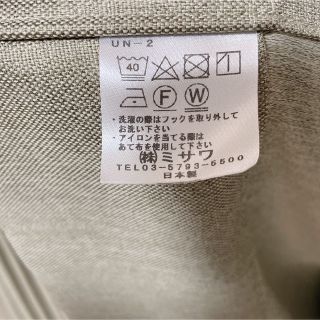 UN-2
40
F W
・洗濯の際はフックを取り外して
お洗い下さい
・アイロンを当てる際は
あて布を使用して下さい
㈱ミサワ
TEL03-5793-5500
日本製